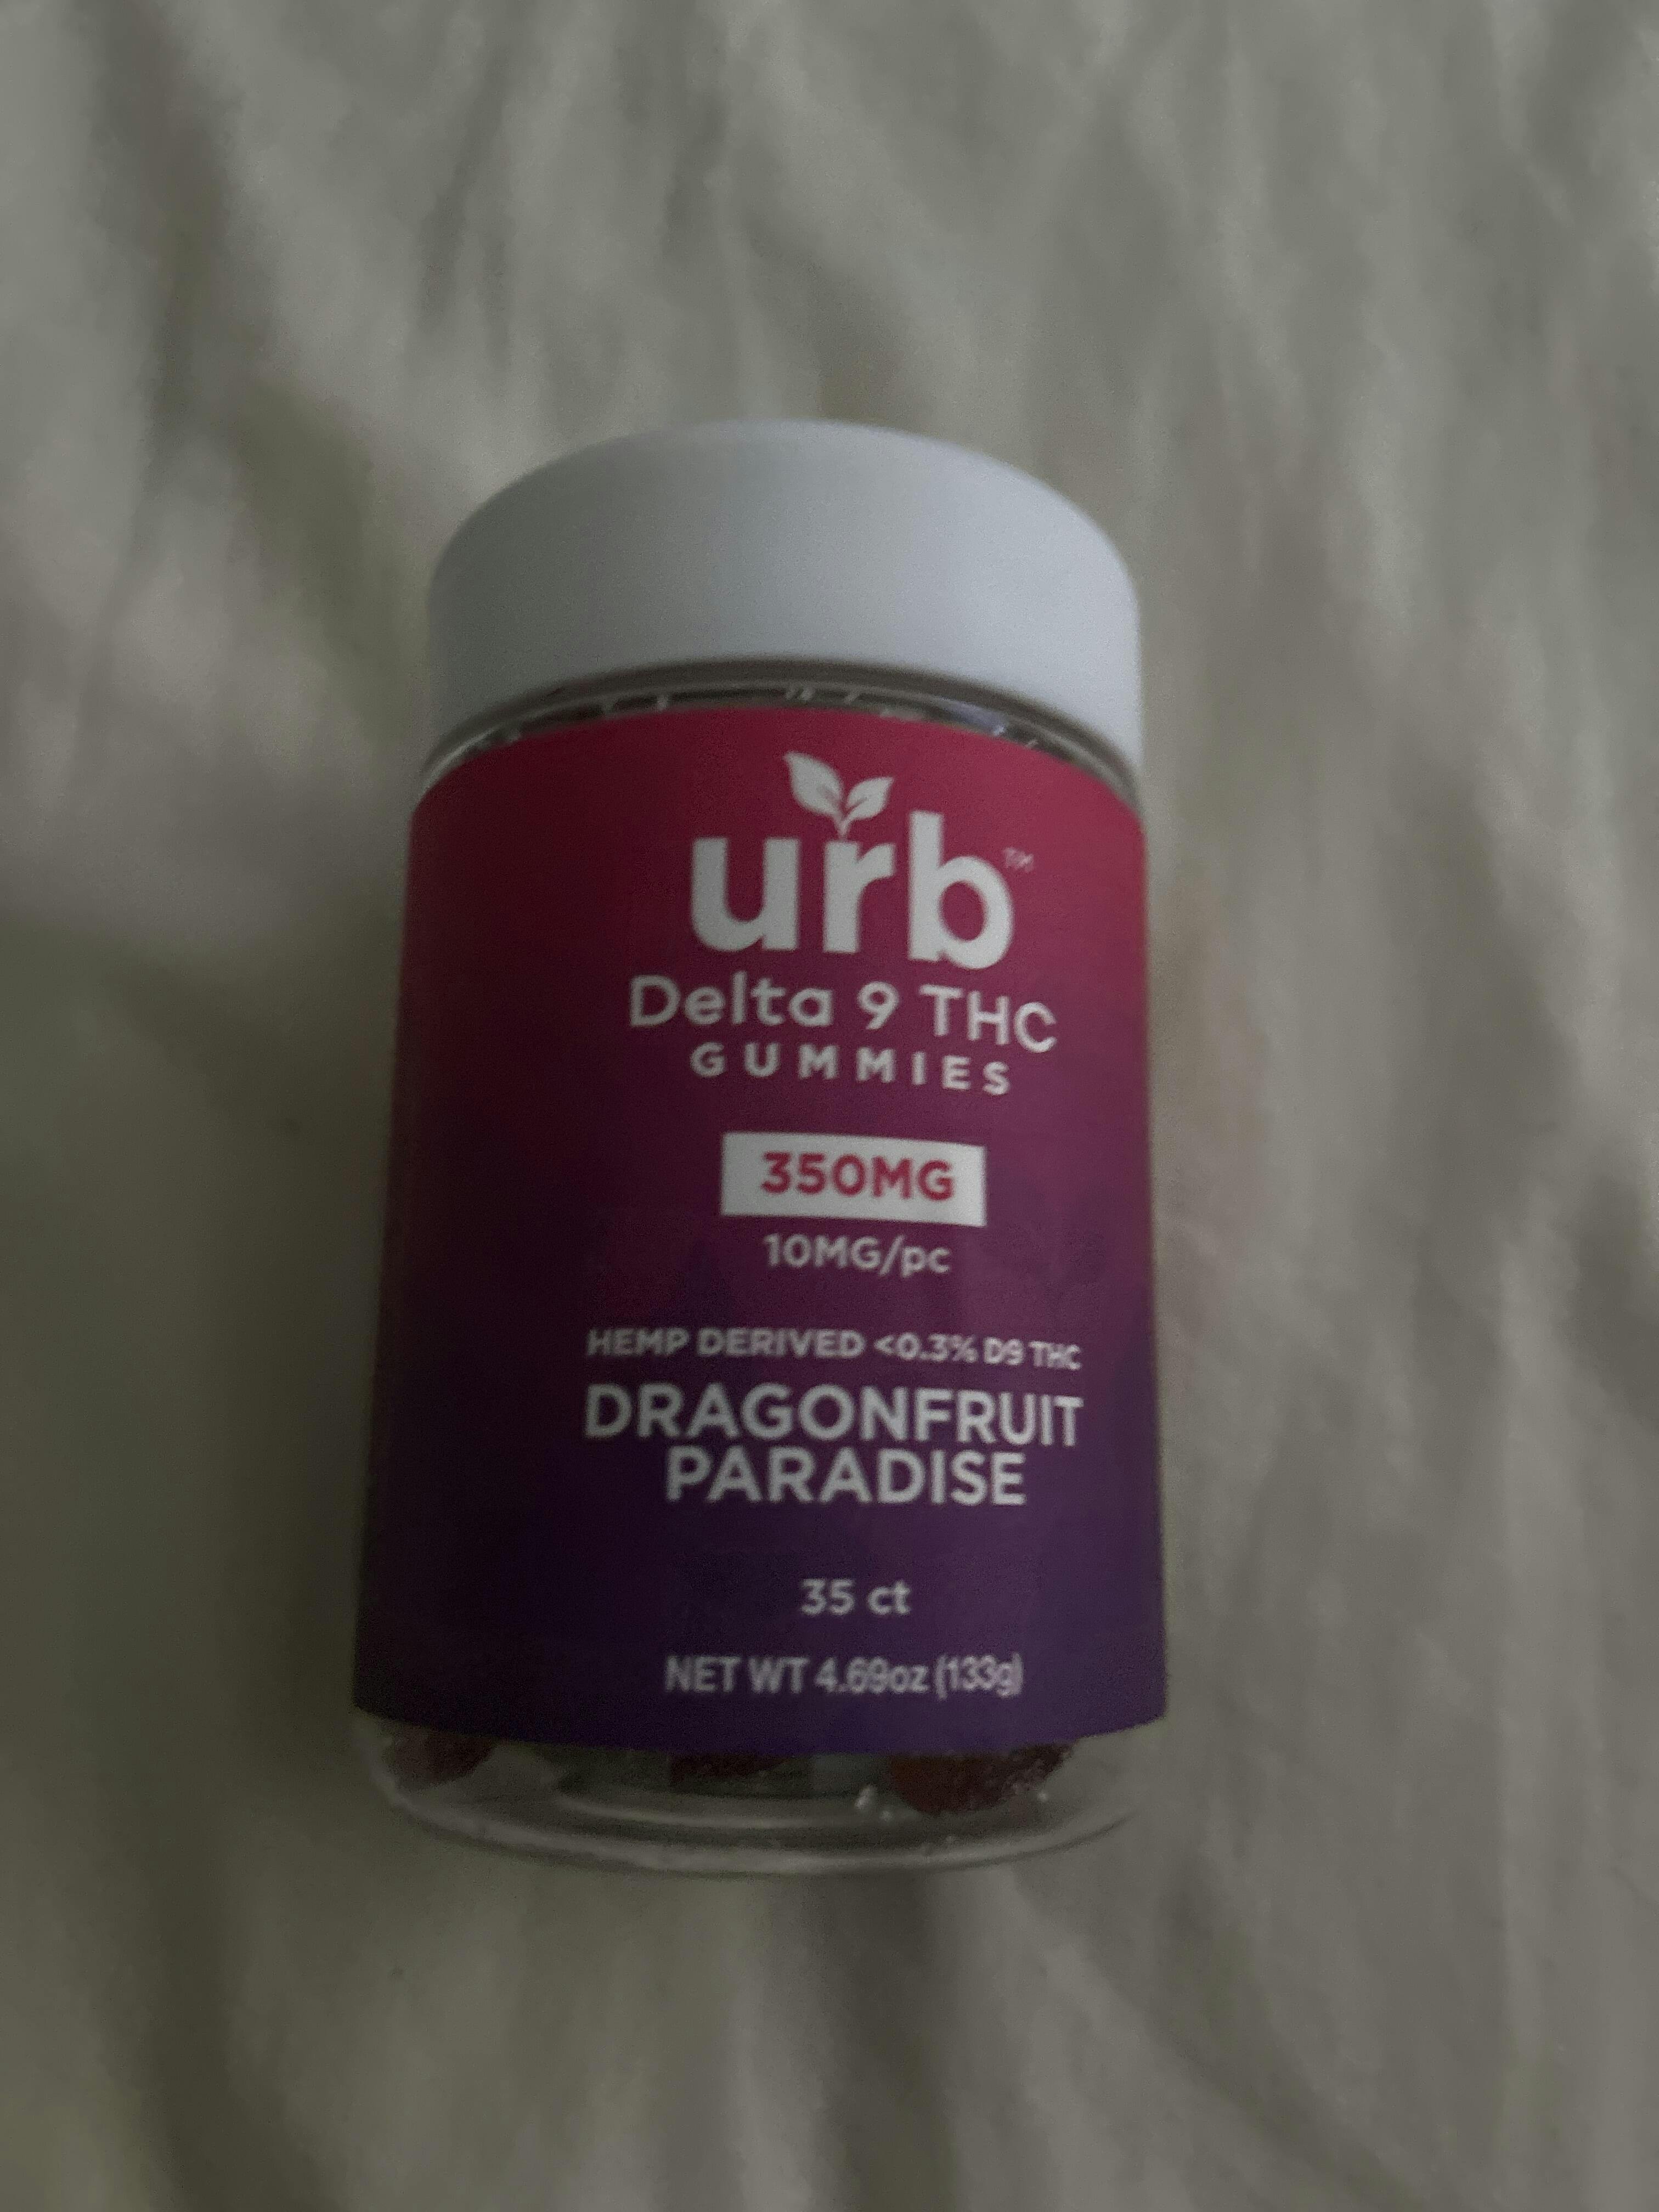 urb™
Delta 9 THC
GUMMIES
350MG
10MG/pc
HEMP DERIVED <0.3% D9 THC
DRAGONFRUIT
PARADISE
35 ct
NET WT 4.69oz (133g)